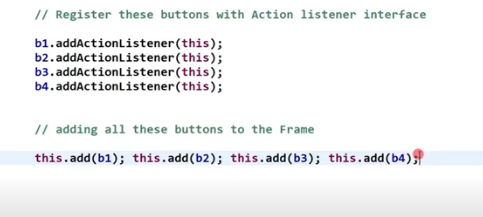 // Register these buttons with Action listener interface
b1.addActionListener(this);
b2.addActionListener(this);
b3.addActionListener(this);
b4.addActionListener(this);
// adding all these buttons to the Frame
this.add(b1); this.add(b2); this.add(b3); this.add(b4);